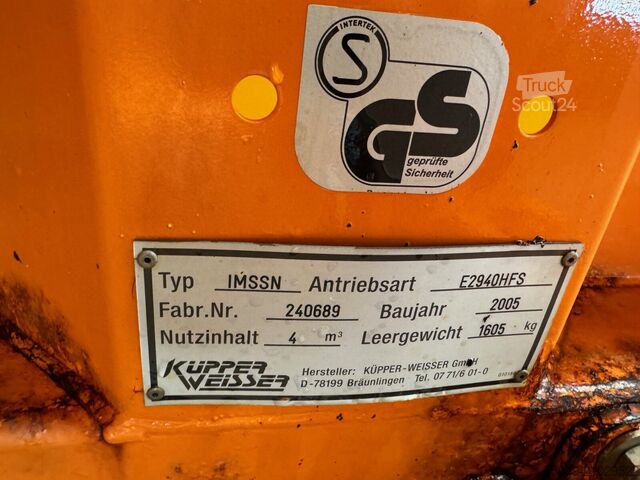 INTERTEK
S
GS
geprüfte
Sicherheit
Truck
Scout24
Typ IMSSN Antriebsart E2940HFS
Fabr.Nr. 240689 Baujahr 2005
Nutzinhalt 4 m³ Leergewicht 1605 kg
KÜPPER
WEISSER
Hersteller: KÜPPER-WEISSER GmbH
D-78199 Bräunlingen Tel. 07 71/6 01-0